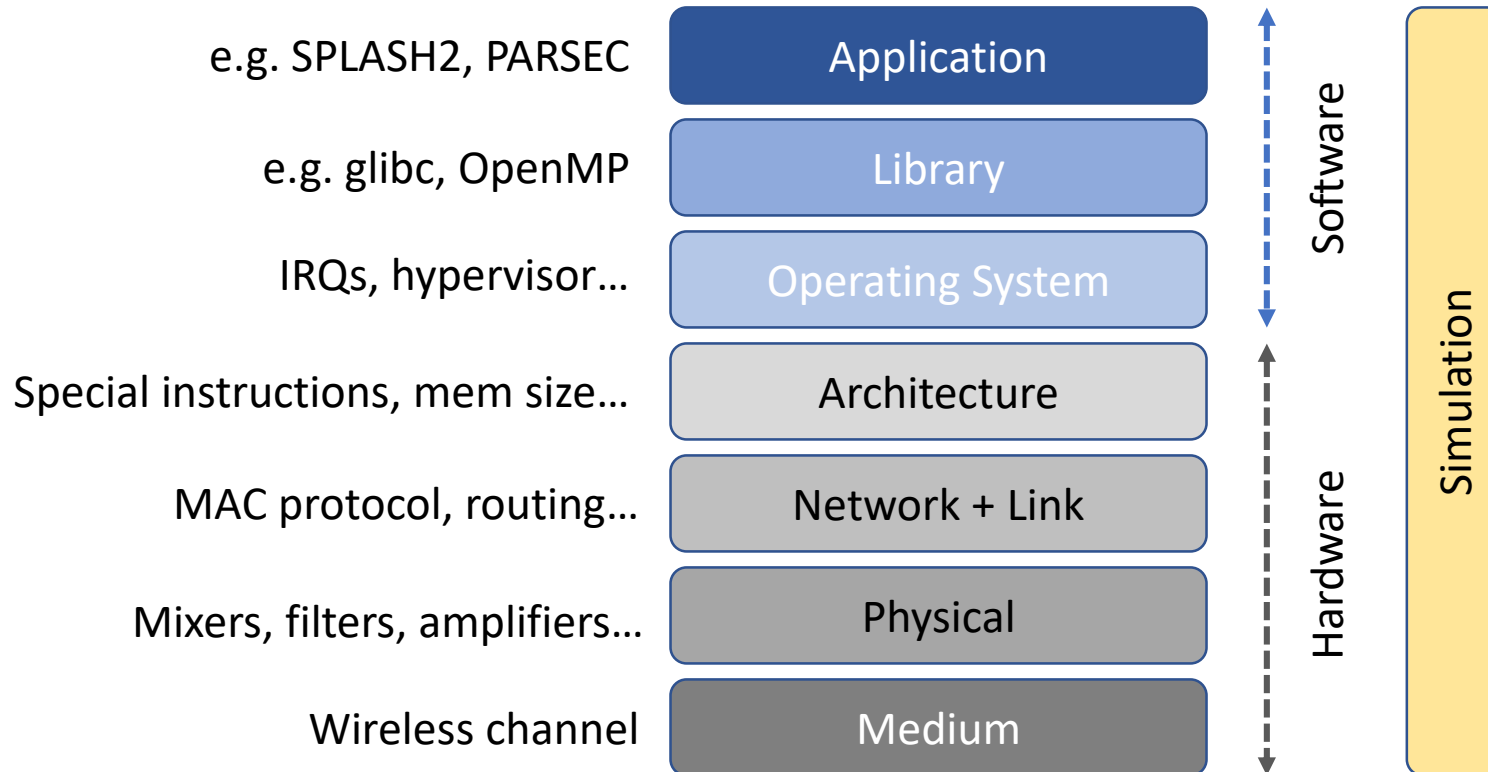 e.g. SPLASH2, PARSEC
Application
e.g. glibc, OpenMP
Library
IRQs, hypervisor…
Operating System
Special instructions, mem size…
Architecture
MAC protocol, routing…
Network + Link
Mixers, filters, amplifiers…
Physical
Wireless channel
Medium
Software
Hardware
Simulation